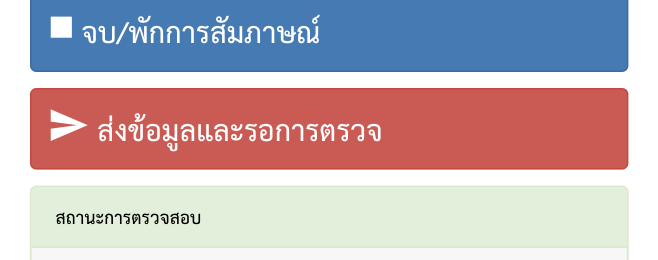 จบ/พักการสัมภาษณ์
ส่งข้อมูลและรอการตรวจ
สถานะการตรวจสอบ